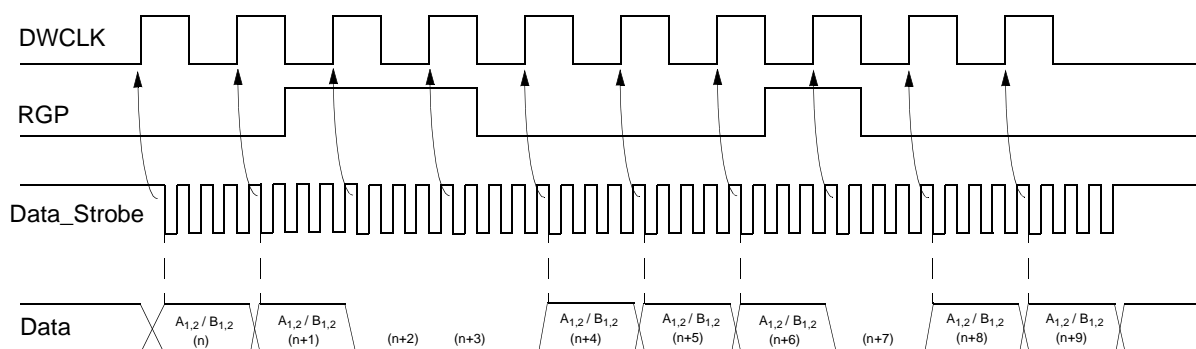 DWCLK
RGP
Data_Strobe
Data
A1,2 / B1,2
(n)
A1,2 / B1,2
(n+1)
(n+2)
(n+3)
A1,2 / B1,2
(n+4)
A1,2 / B1,2
(n+5)
A1,2 / B1,2
(n+6)
(n+7)
A1,2 / B1,2
(n+8)
A1,2 / B1,2
(n+9)